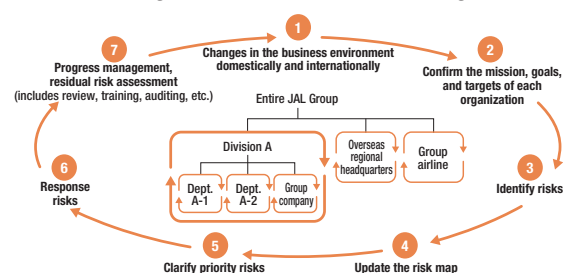 1
Changes in the business environment
domestically and internationally
2
Confirm the mission, goals,
and targets of each
organization
3
Identify risks
4
Update the risk map
5
Clarify priority risks
6
Response
risks
7
Progress management,
residual risk assessment
(includes review, training, auditing, etc.)
Entire JAL Group
Division A
Dept.
A-1
Dept.
A-2
Group
company
Overseas
regional
headquarters
Group
airline